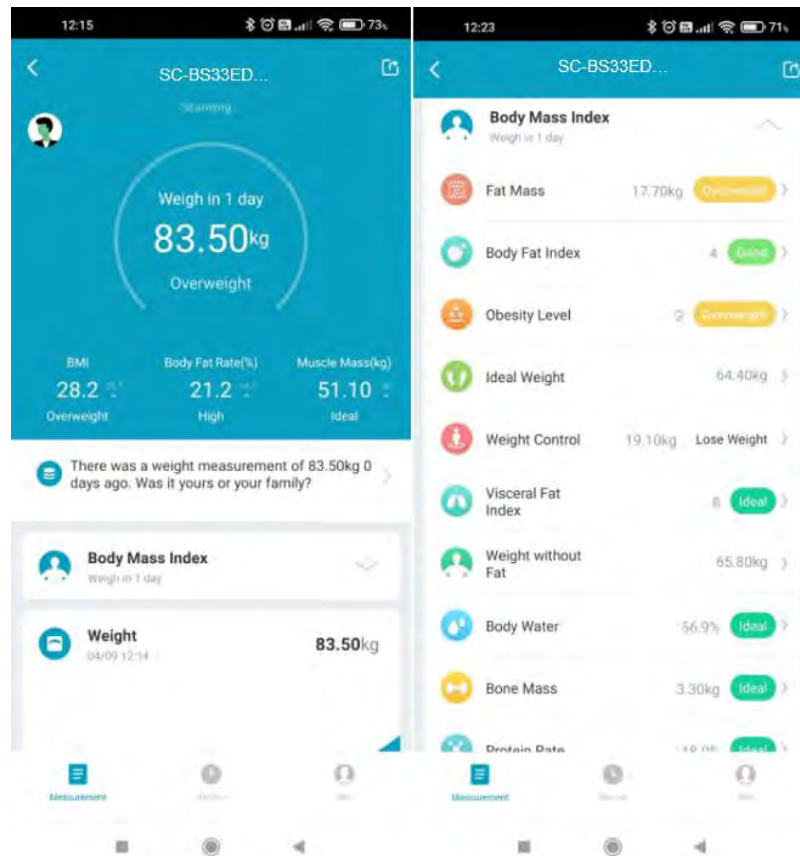 12:15
73%
SC-BS33ED...
Scanning
Weigh in 1 day
83.50kg
Overweight
BMI
Body Fat Rate(%)
Muscle Mass(kg)
28.2
21.2
51.10
Overweight
High
Ideal
There was a weight measurement of 83.50kg 0
days ago. Was it yours or your family?
Body Mass Index
Weigh in 1 day
Weight
83.50kg
04/09 12:14
Measurement
12:23
71%
SC-BS33ED...
Body Mass Index
Weigh in 1 day
Fat Mass
17.70kg
Overweight
Body Fat Index
4
Good
Obesity Level
Overweight
Ideal Weight
64.40kg
Weight Control
19.10kg
Lose Weight
Visceral Fat
Index
8
Ideal
Weight without
Fat
65.80kg
Body Water
56.9%
Ideal
Bone Mass
3.30kg
Ideal
Protein Rate
Ideal
Measurement